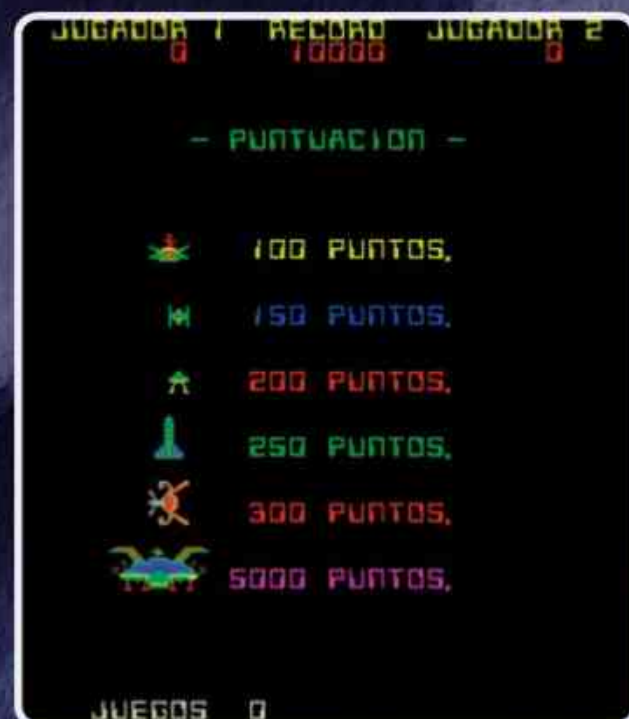 JUGADOR 1 RECORD JUGADOR 2
0 10000 0
- PUNTUACION -
100 PUNTOS.
150 PUNTOS.
200 PUNTOS.
250 PUNTOS.
300 PUNTOS.
5000 PUNTOS.
JUEGOS 0